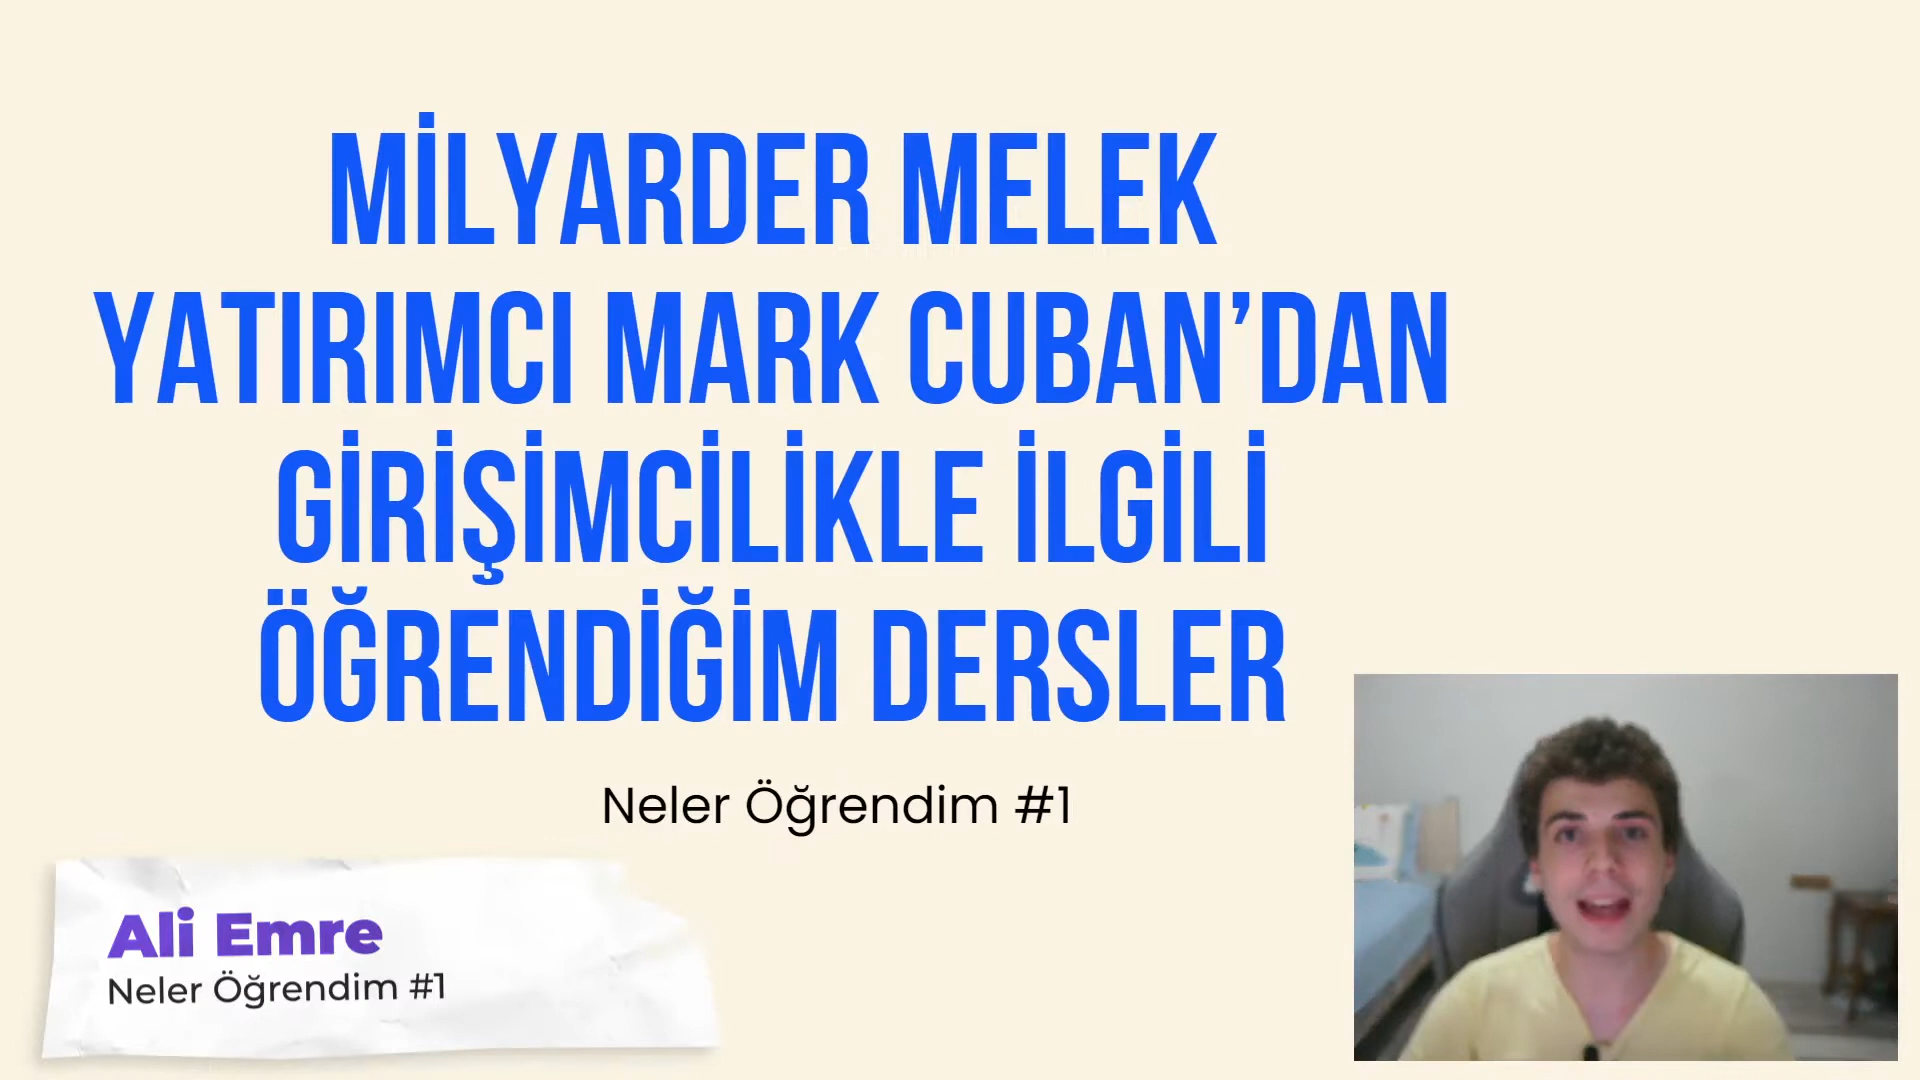 MİLYARDER MELEK
YATIRIMCI MARK CUBAN’DAN
GİRİŞİMCİLİKLE İLGİLİ
ÖĞRENDİĞİM DERSLER
Neler Öğrendim #1
Ali Emre
Neler Öğrendim #1